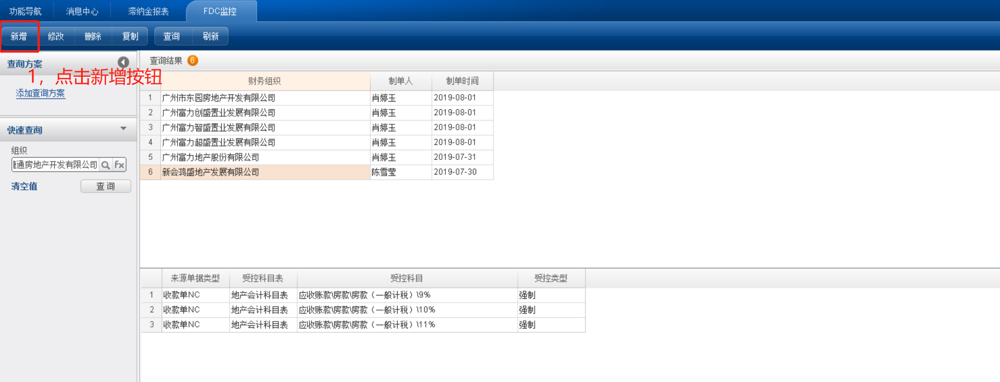 功能导航 消息中心 滞纳金报表 FDC监控
新增 修改 删除 复制 查询 刷新
查询方案
1，点击新增按钮
添加查询方案
快速查询
组织
通房地产开发有限公司
清空值 查询
查询结果 6
财务组织 制单人 制单时间
1 广州市东园房地产开发有限公司 肖婷玉 2019-08-01
2 广州富力创盛置业发展有限公司 肖婷玉 2019-08-01
3 广州富力智盛置业发展有限公司 肖婷玉 2019-08-01
4 广州富力超盛置业发展有限公司 肖婷玉 2019-08-01
5 广州富力地产股份有限公司 肖婷玉 2019-07-31
6 新会鸿盛地产发展有限公司 陈雪莹 2019-07-30
来源单据类型 受控科目表 受控科目 受控类型
1 收款单NC 地产会计科目表 应收账款\房款\房款（一般计税）\9% 强制
2 收款单NC 地产会计科目表 应收账款\房款\房款（一般计税）\10% 强制
3 收款单NC 地产会计科目表 应收账款\房款\房款（一般计税）\11% 强制